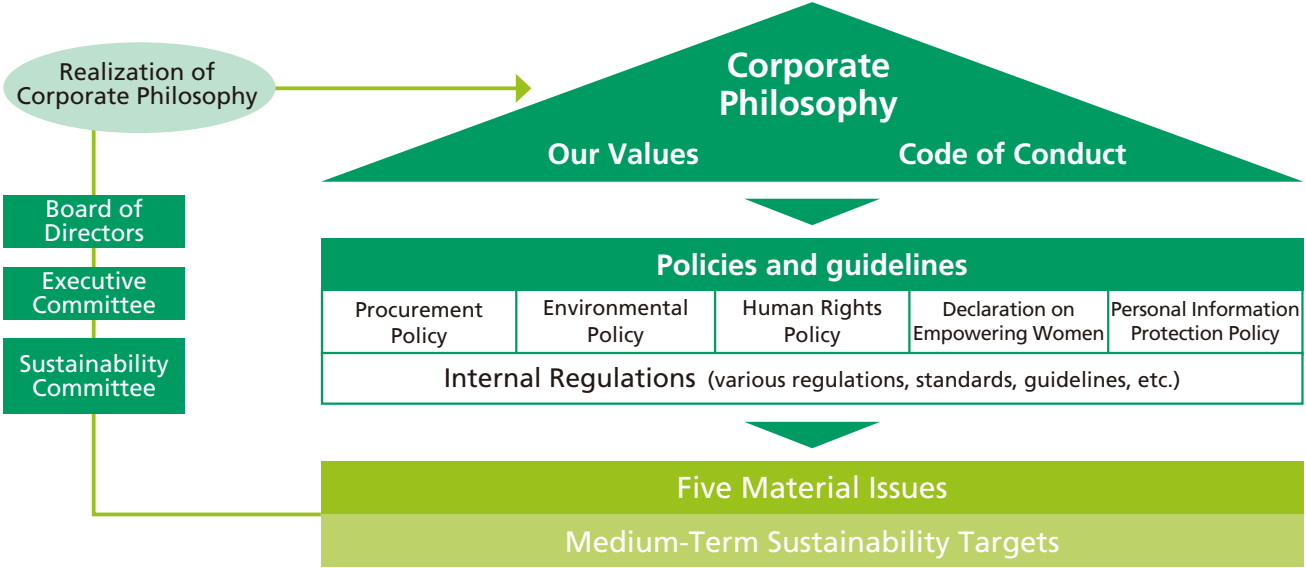 Realization of
Corporate Philosophy
Board of
Directors
Executive
Committee
Sustainability
Committee
Corporate
Philosophy
Our Values
Code of Conduct
Policies and guidelines
Procurement
Policy
Environmental
Policy
Human Rights
Policy
Declaration on
Empowering Women
Personal Information
Protection Policy
Internal Regulations (various regulations, standards, guidelines, etc.)
Five Material Issues
Medium-Term Sustainability Targets